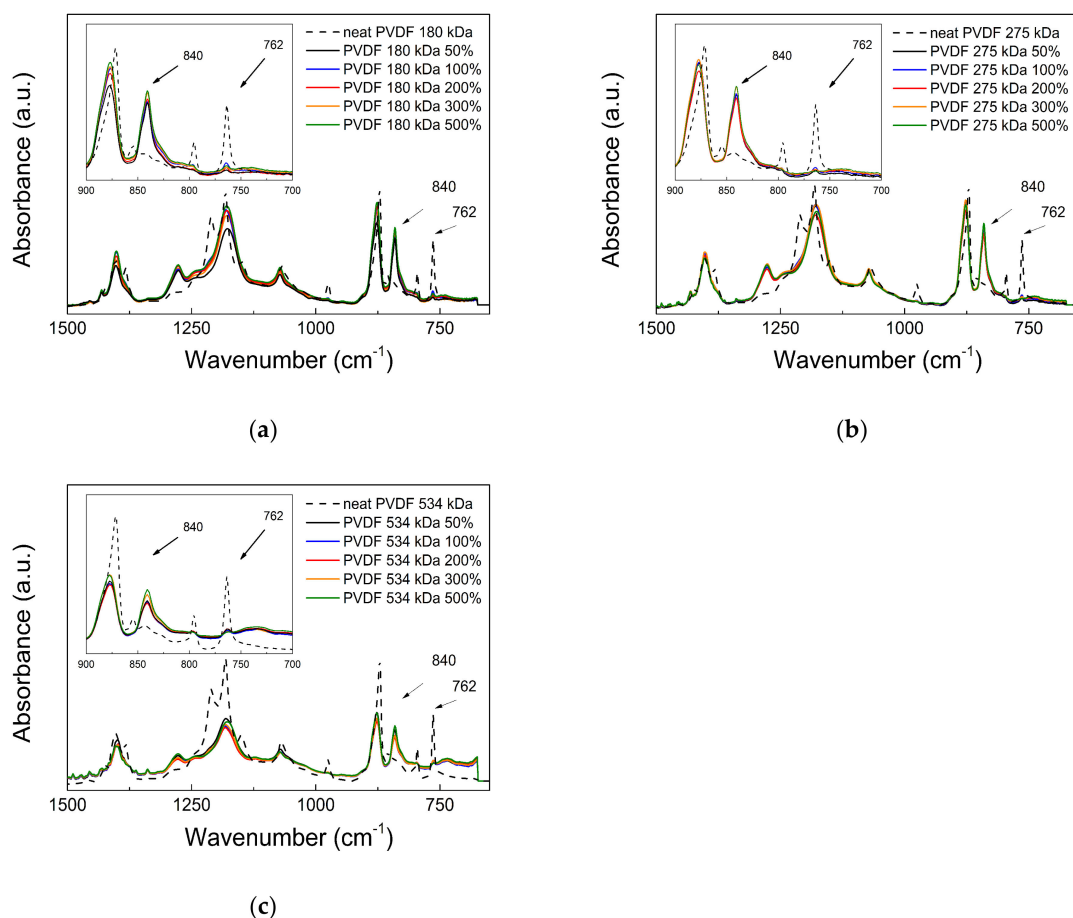 neat PVDF 180 kDa
PVDF 180 kDa 50%
PVDF 180 kDa 100%
PVDF 180 kDa 200%
PVDF 180 kDa 300%
PVDF 180 kDa 500%
840
762
900 850 800 750 700
840
762
Absorbance (a.u.)
1500 1250 1000 750
Wavenumber (cm⁻¹)
(a)
neat PVDF 275 kDa
PVDF 275 kDa 50%
PVDF 275 kDa 100%
PVDF 275 kDa 200%
PVDF 275 kDa 300%
PVDF 275 kDa 500%
840
762
900 850 800 750 700
840
762
Absorbance (a.u.)
1500 1250 1000 750
Wavenumber (cm⁻¹)
(b)
neat PVDF 534 kDa
PVDF 534 kDa 50%
PVDF 534 kDa 100%
PVDF 534 kDa 200%
PVDF 534 kDa 300%
PVDF 534 kDa 500%
840
762
900 850 800 750 700
840
762
Absorbance (a.u.)
1500 1250 1000 750
Wavenumber (cm⁻¹)
(c)